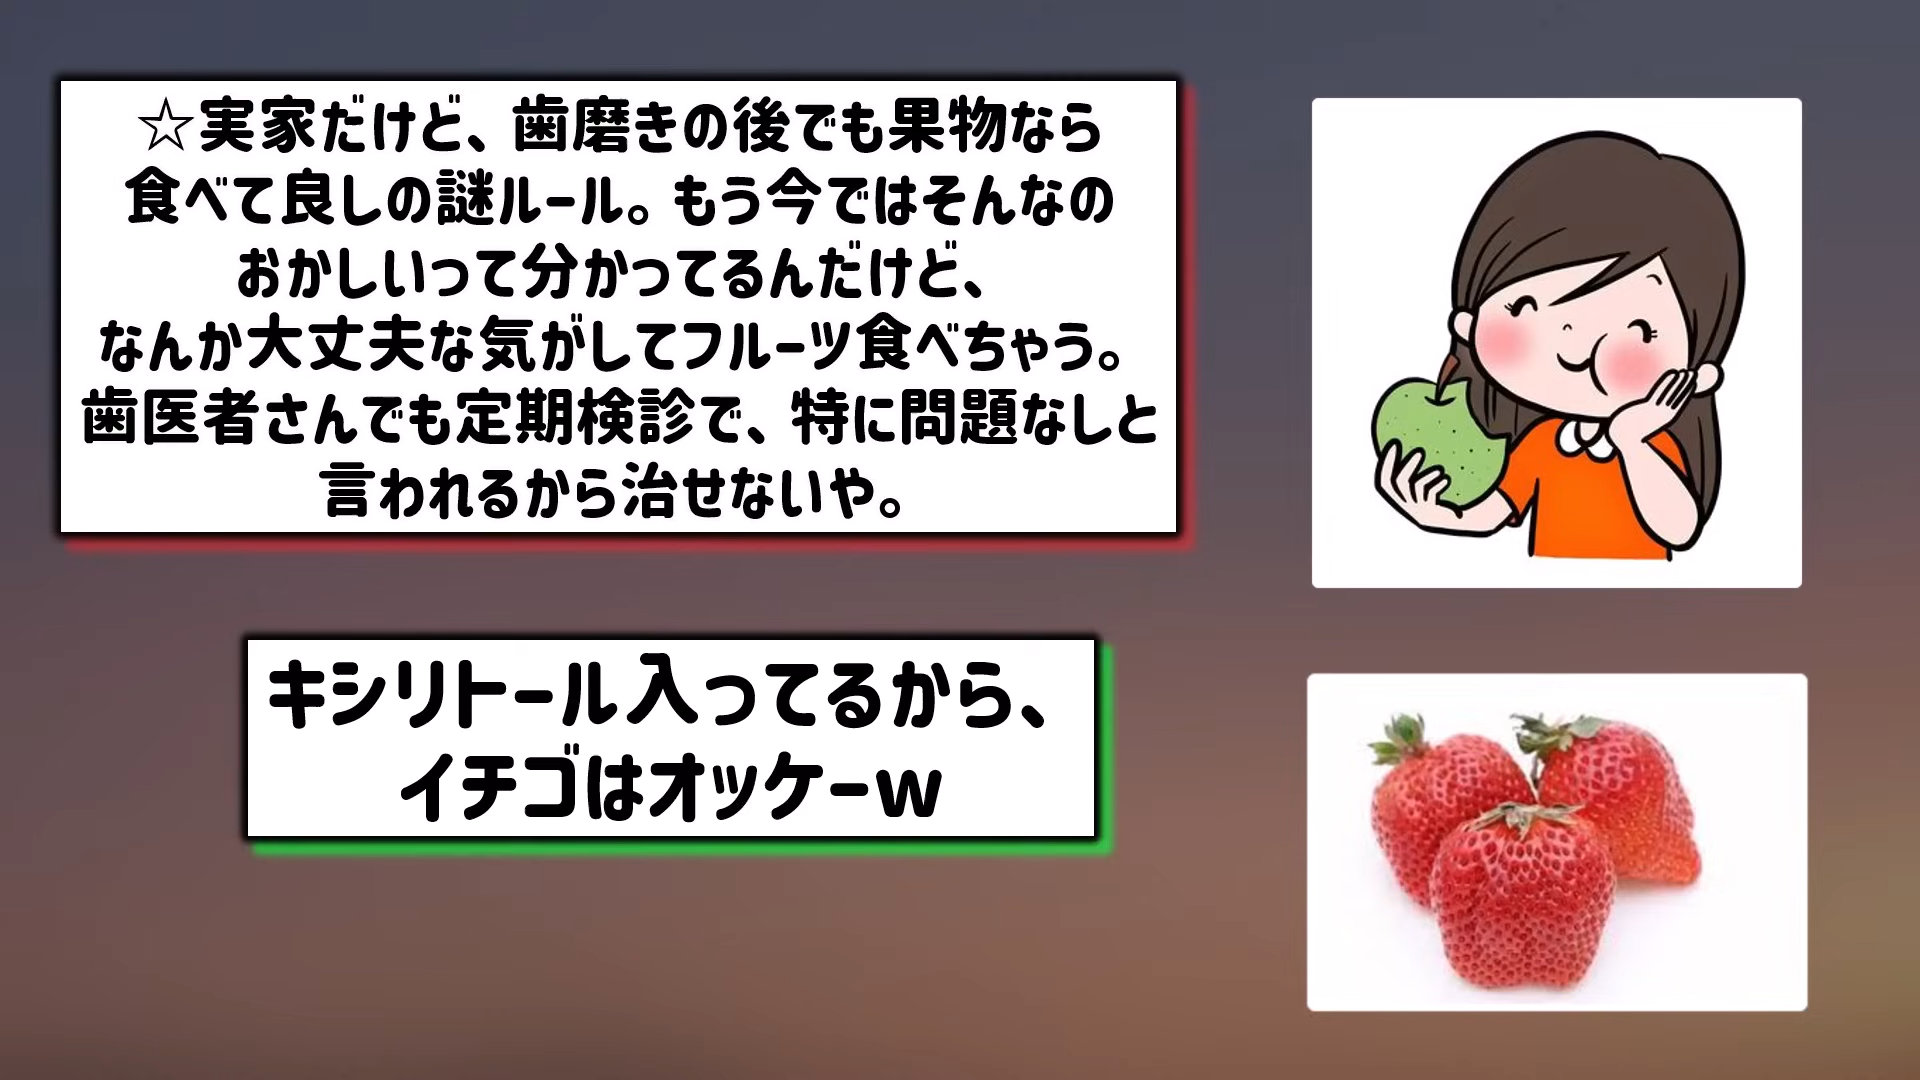 ☆実家だけど、歯磨きの後でも果物なら
食べて良しの謎ルール。もう今ではそんなの
おかしいって分かってるんだけど、
なんか大丈夫な気がしてフルーツ食べちゃう。
歯医者さんでも定期検診で、特に問題なしと
言われるから治せないや。
キシリトール入ってるから、
イチゴはオッケーw